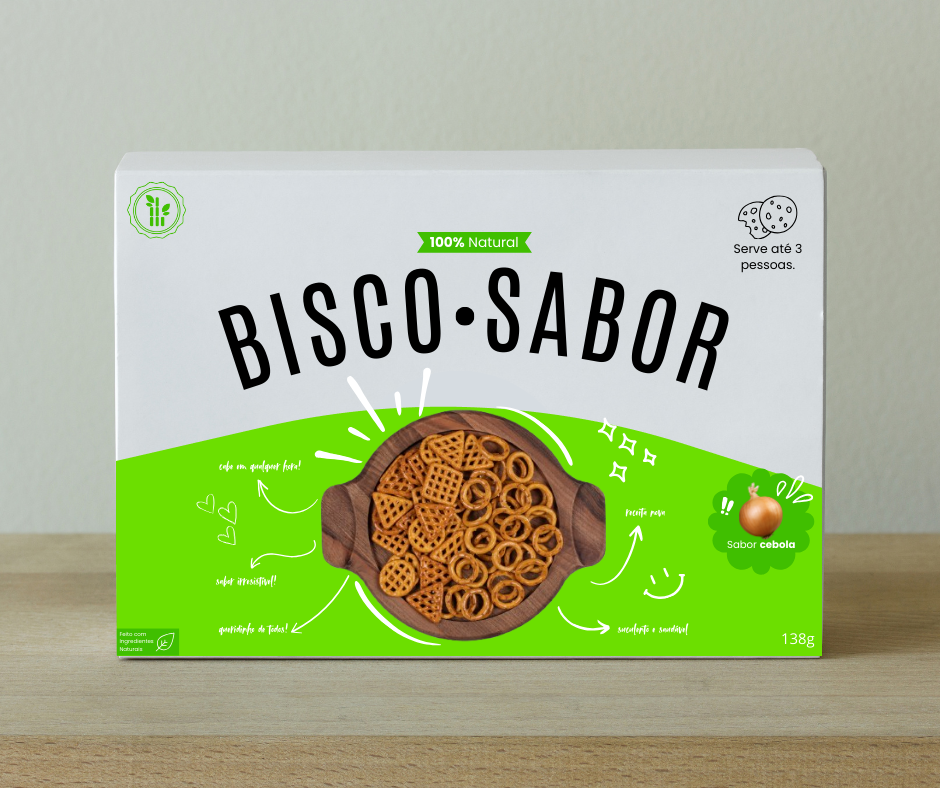 100% Natural
Serve até 3
pessoas.
BISCO•SABOR
cabe em qualquer hora!
receita nova
Sabor cebola
sabor irresistível!
queridinho de todos!
suculento e saudável
Feito com
Ingredientes
Naturais
138g